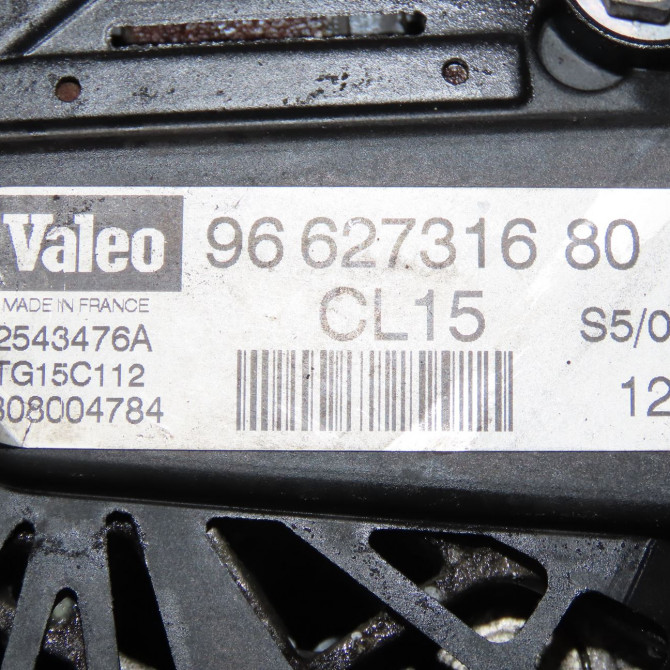 Valeo 96 627316 80
MADE IN FRANCE CL15 S5/0
2543476A
TG15C112 12
308004784